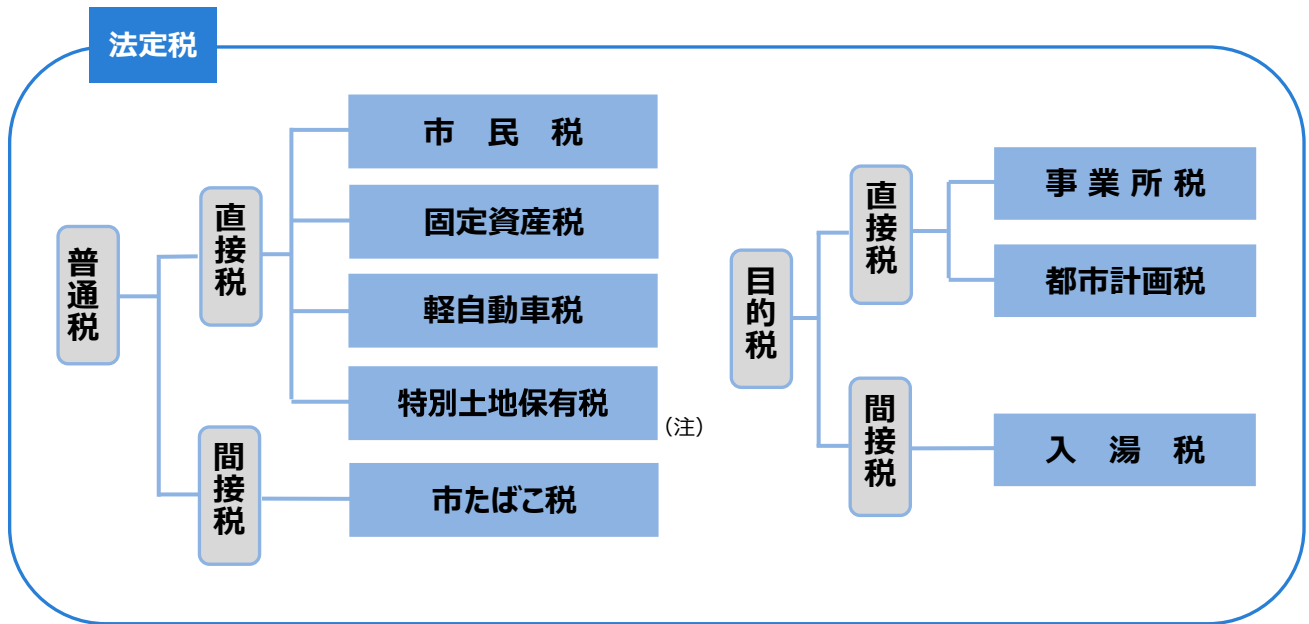 法定税
普通税
直接税
市民税
固定資産税
軽自動車税
特別土地保有税
（注）
間接税
市たばこ税
目的税
直接税
事業所税
都市計画税
間接税
入湯税